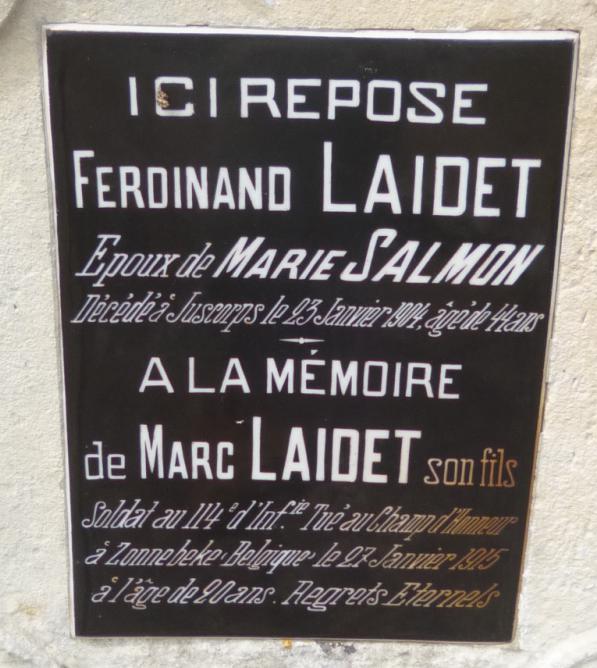 ICI REPOSE
FERDINAND LAIDET
Epoux de MARIE SALMON
Décédé à Juscorps le 23 Janvier 1904, âgé de 44 ans
A LA MÉMOIRE
de MARC LAIDET son fils
Soldat au 114e d'Infie Tué au Champ d'Honneur
à Zonnebeke Belgique le 27 Janvier 1915
à l'âge de 20 ans. Regrets Eternels